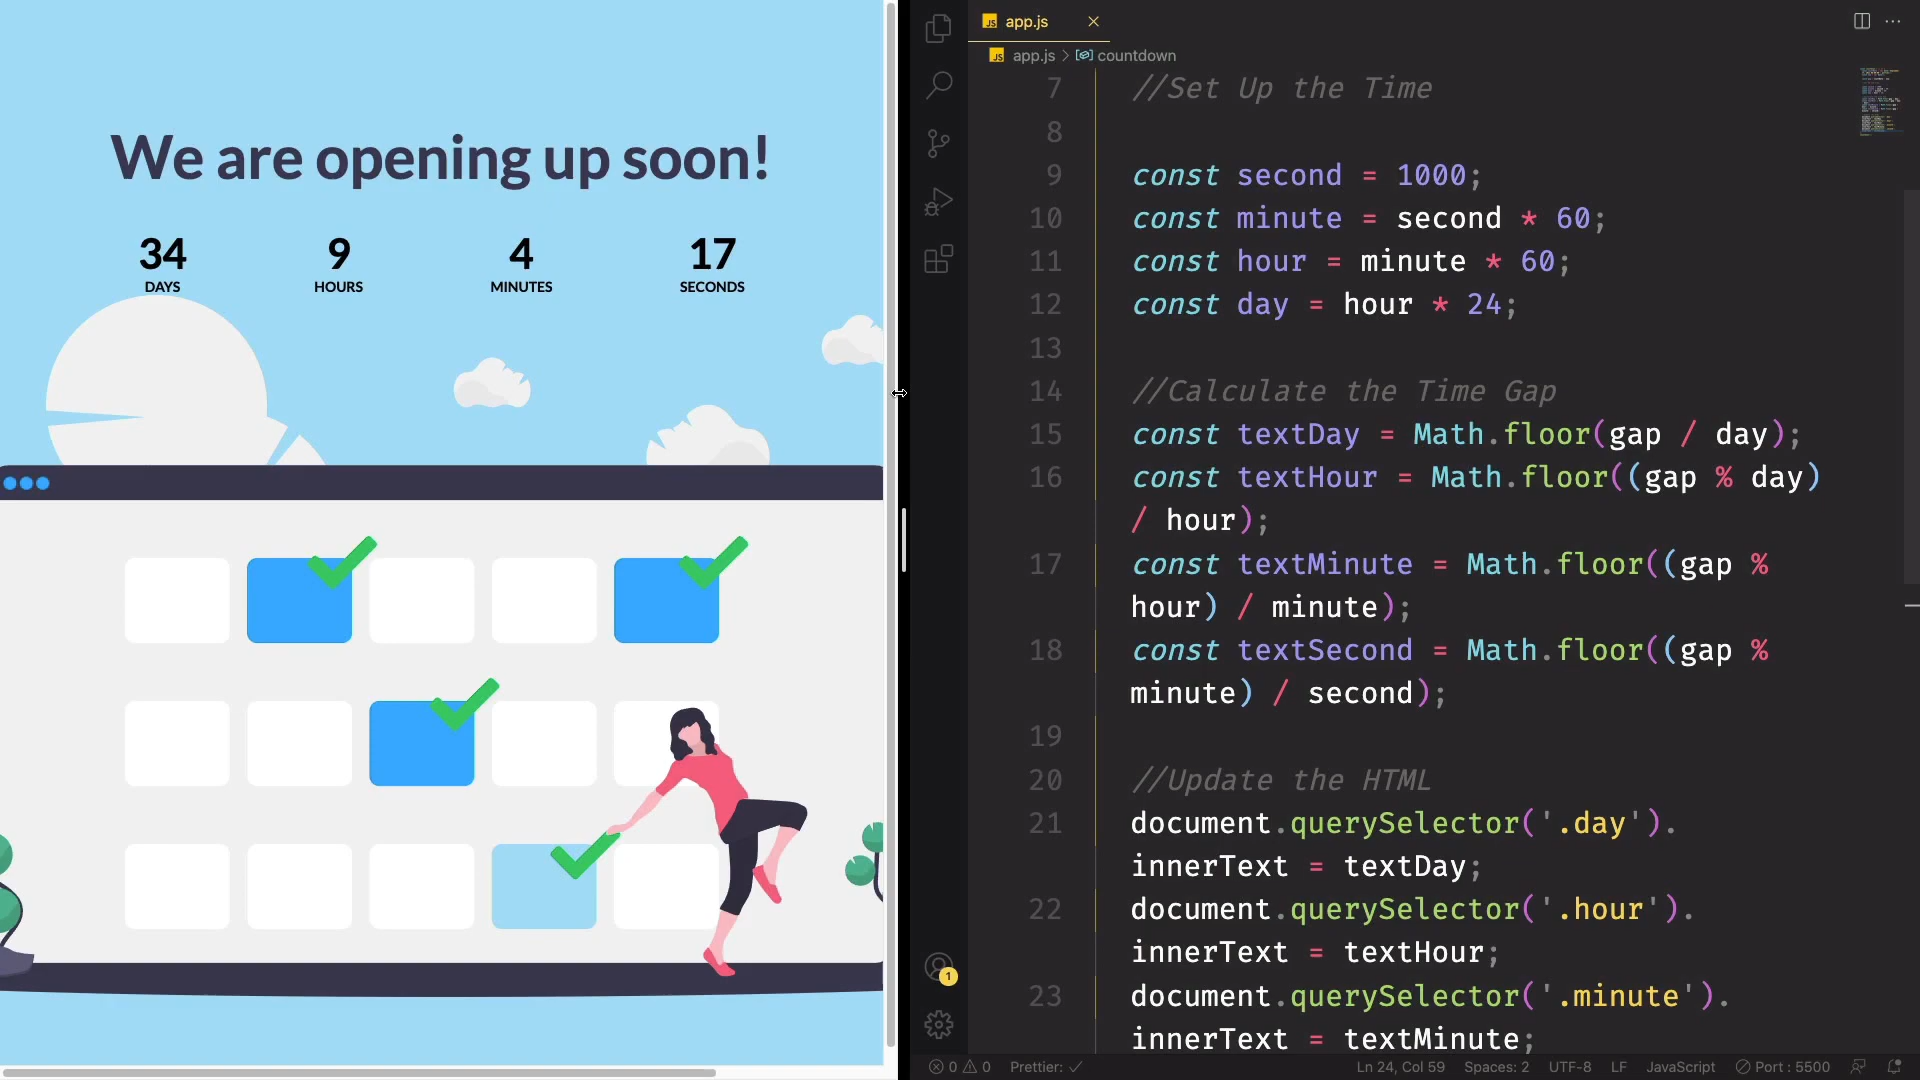 We are opening up soon!
34 9 4 17
DAYS HOURS MINUTES SECONDS
JS app.js
JS app.js > countdown
7 //Set Up the Time
8
9 const second = 1000;
10 const minute = second * 60;
11 const hour = minute * 60;
12 const day = hour * 24;
13
14 //Calculate the Time Gap
15 const textDay = Math.floor(gap / day);
16 const textHour = Math.floor((gap % day)
/ hour);
17 const textMinute = Math.floor((gap %
hour) / minute);
18 const textSecond = Math.floor((gap %
minute) / second);
19
20 //Update the HTML
21 document.querySelector('.day').
innerText = textDay;
22 document.querySelector('.hour').
innerText = textHour;
23 document.querySelector('.minute').
innerText = textMinute;
1
0 0 Prettier: ✓ Ln 24, Col 59 Spaces: 2 UTF-8 LF JavaScript Port : 5500